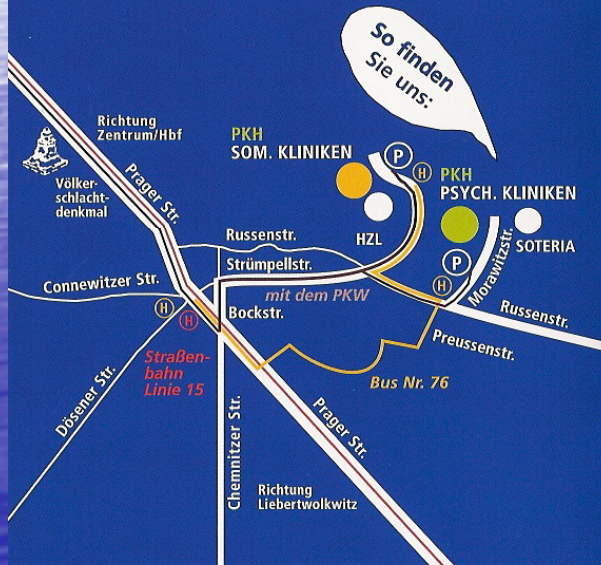 So finden
Sie uns:
Richtung
Zentrum/Hbf
PKH
SOM. KLINIKEN
P
H
PKH
PSYCH. KLINIKEN
Völker-
schlacht-
denkmal
Prager Str.
HZL
SOTERIA
Russenstr.
P
Morawitzstr.
Connewitzer Str.
Strümpellstr.
H
mit dem PKW
Russenstr.
H
H
Bockstr.
Preussenstr.
Straßen-
bahn
Linie 15
Bus Nr. 76
Dösener Str.
Chemnitzer Str.
Prager Str.
Richtung
Liebertwolkwitz